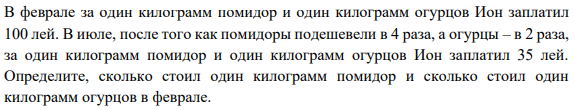 В феврале за один килограмм помидор и один килограмм огурцов Ион заплатил
100 лей. В июле, после того как помидоры подешевели в 4 раза, а огурцы – в 2 раза,
за один килограмм помидор и один килограмм огурцов Ион заплатил 35 лей.
Определите, сколько стоил один килограмм помидор и сколько стоил один
килограмм огурцов в феврале.